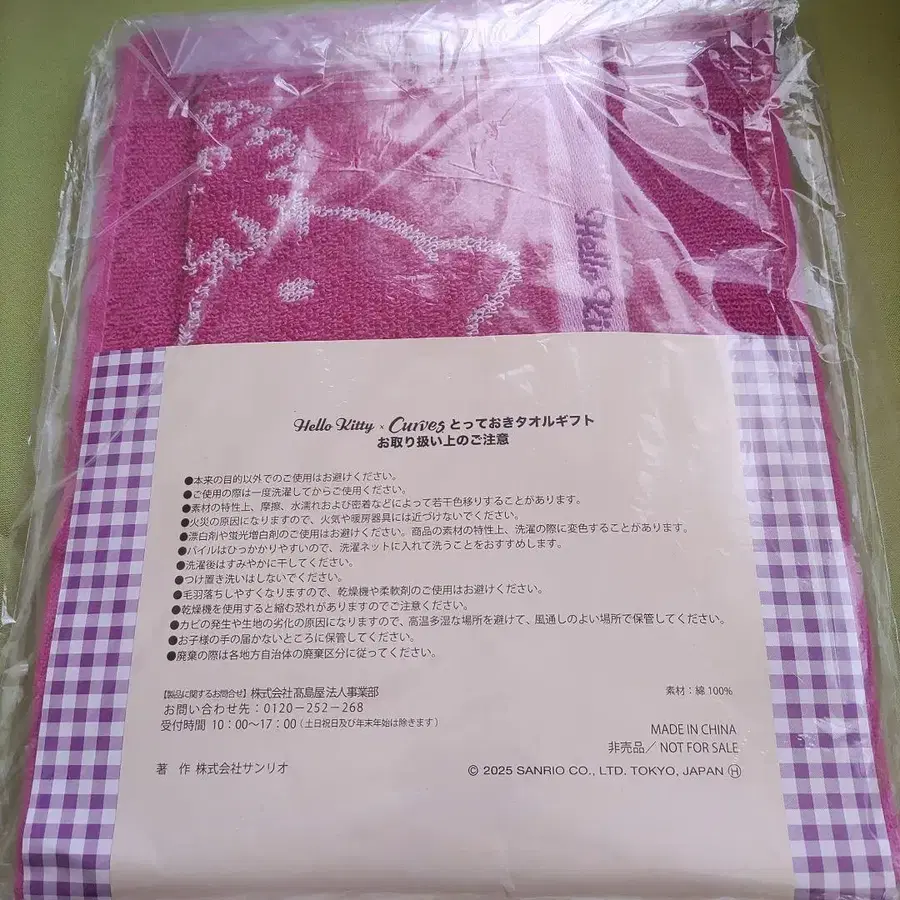 Hello Kitty
Hello Kitty × Curves とっておきタオルギフト
お取り扱い上のご注意
●本来の目的以外でのご使用はお避けください。
●ご使用の際は一度洗濯してからご使用ください。
●素材の特性上、摩擦、水濡れおよび密着などによって若干色移りすることがあります。
●火災の原因になりますので、火気や暖房器具には近づけないでください。
●漂白剤や蛍光増白剤のご使用はお避けください。商品の素材の特性上、洗濯の際に変色することがあります。
●パイルはひっかかりやすいので、洗濯ネットに入れて洗うことをおすすめします。
●洗濯後はすみやかに干してください。
●つけ置き洗いはしないでください。
●毛羽落ちしやすくなりますので、乾燥機や柔軟剤のご使用はお避けください。
●乾燥機を使用すると縮む恐れがありますのでご注意ください。
●カビの発生や生地の劣化の原因になりますので、高温多湿な場所を避けて、風通しのよい場所で保管してください。
●お子様の手の届かないところに保管してください。
●廃棄の際は各地方自治体の廃棄区分に従ってください。
【製品に関するお問合せ】株式会社髙島屋 法人事業部
お問い合わせ先：0120-252-268
受付時間 10：00〜17：00（土日祝日及び年末年始は除きます）
素材：綿 100%
MADE IN CHINA
非売品／NOT FOR SALE
著 作 株式会社サンリオ
© 2025 SANRIO CO., LTD. TOKYO, JAPAN Ⓗ